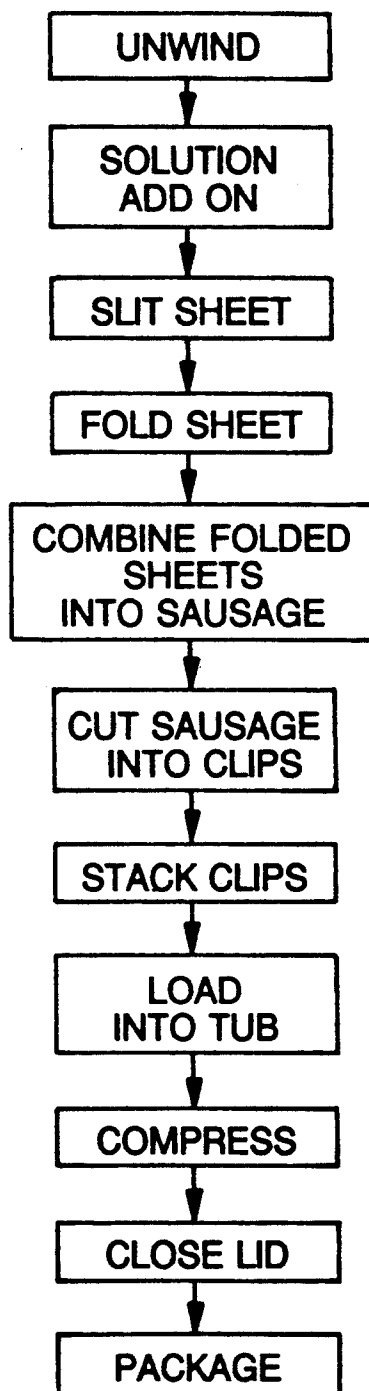 UNWIND
SOLUTION
ADD ON
SLIT SHEET
FOLD SHEET
COMBINE FOLDED
SHEETS
INTO SAUSAGE
CUT SAUSAGE
INTO CLIPS
STACK CLIPS
LOAD
INTO TUB
COMPRESS
CLOSE LID
PACKAGE